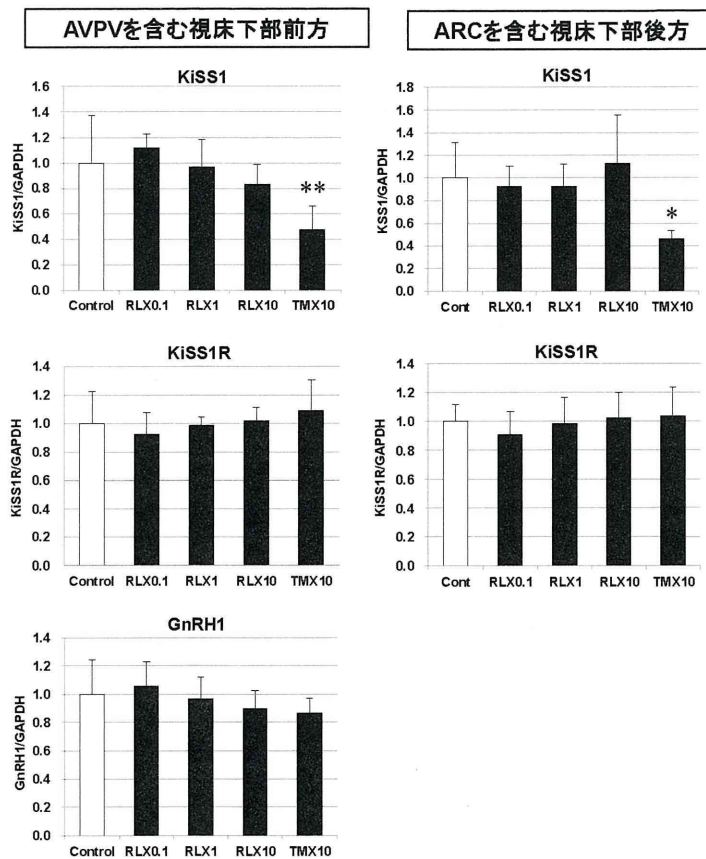 AVPVを含む視床下部前方
ARCを含む視床下部後方
KiSS1
KiSS1/GAPDH
1.6
1.4
1.2
1.0
0.8
0.6
0.4
0.2
0.0
**
Control RLX0.1 RLX1 RLX10 TMX10
KiSS1
KSS1/GAPDH
1.8
1.6
1.4
1.2
1.0
0.8
0.6
0.4
0.2
0.0
*
Cont RLX0.1 RLX1 RLX10 TMX10
KiSS1R
KiSS1R/GAPDH
1.4
1.2
1.0
0.8
0.6
0.4
0.2
0.0
Control RLX0.1 RLX1 RLX10 TMX10
KiSS1R
KiSS1R/GAPDH
1.4
1.2
1.0
0.8
0.6
0.4
0.2
0.0
Cont RLX0.1 RLX1 RLX10 TMX10
GnRH1
GnRH1/GAPDH
1.4
1.2
1.0
0.8
0.6
0.4
0.2
0.0
Control RLX0.1 RLX1 RLX10 TMX10